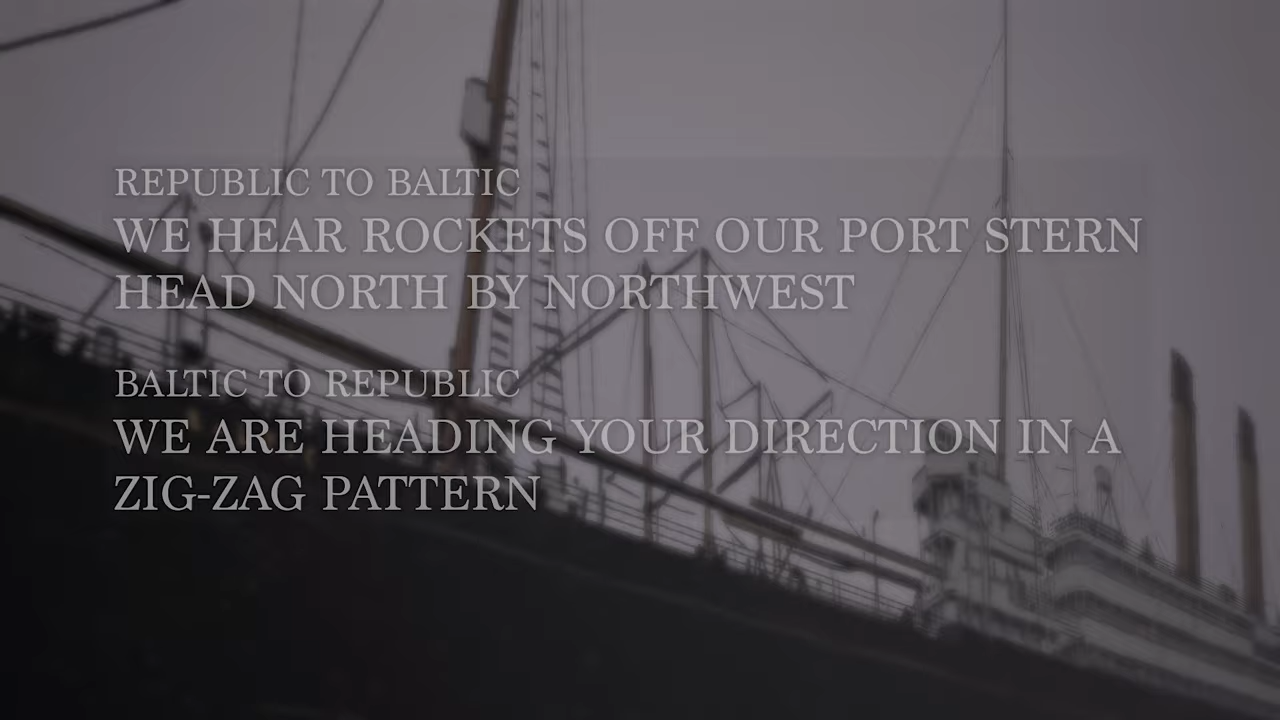 REPUBLIC TO BALTIC
WE HEAR ROCKETS OFF OUR PORT STERN
HEAD NORTH BY NORTHWEST
BALTIC TO REPUBLIC
WE ARE HEADING YOUR DIRECTION IN A
ZIG-ZAG PATTERN